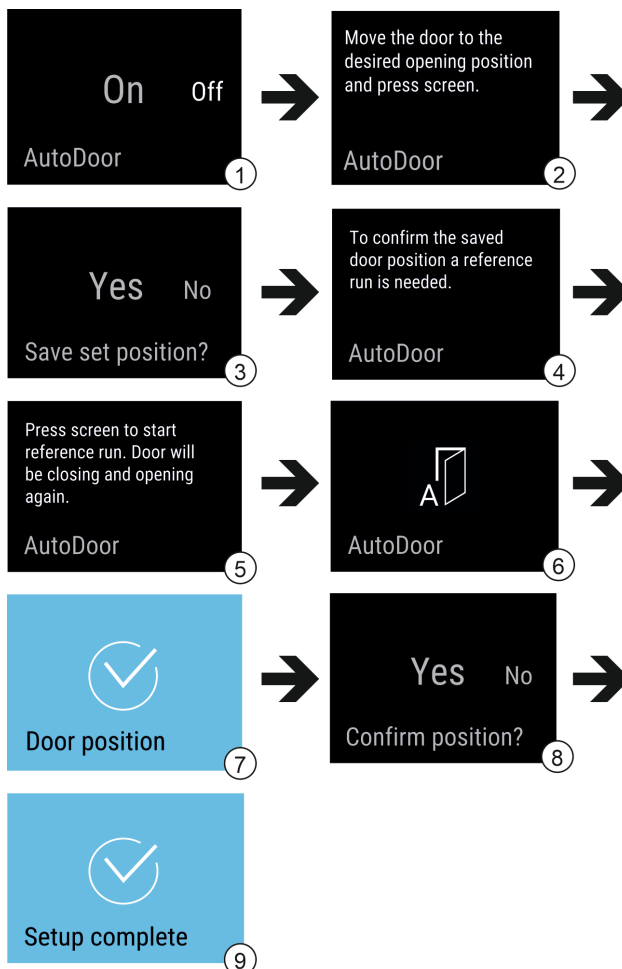 On Off
AutoDoor
1
Move the door to the
desired opening position
and press screen.
AutoDoor
2
Yes No
Save set position?
3
To confirm the saved
door position a reference
run is needed.
AutoDoor
4
Press screen to start
reference run. Door will
be closing and opening
again.
AutoDoor
5
A
AutoDoor
6
Door position
7
Yes No
Confirm position?
8
Setup complete
9